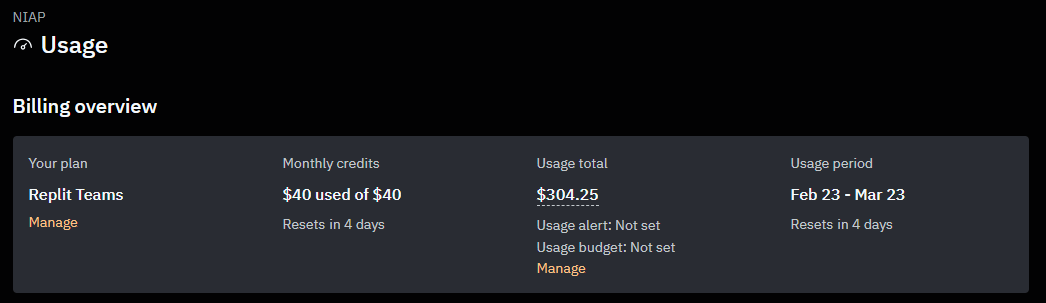 NIAP
Usage
Billing overview
Your plan
Replit Teams
Manage
Monthly credits
$40 used of $40
Resets in 4 days
Usage total
$304.25
Usage alert: Not set
Usage budget: Not set
Manage
Usage period
Feb 23 - Mar 23
Resets in 4 days